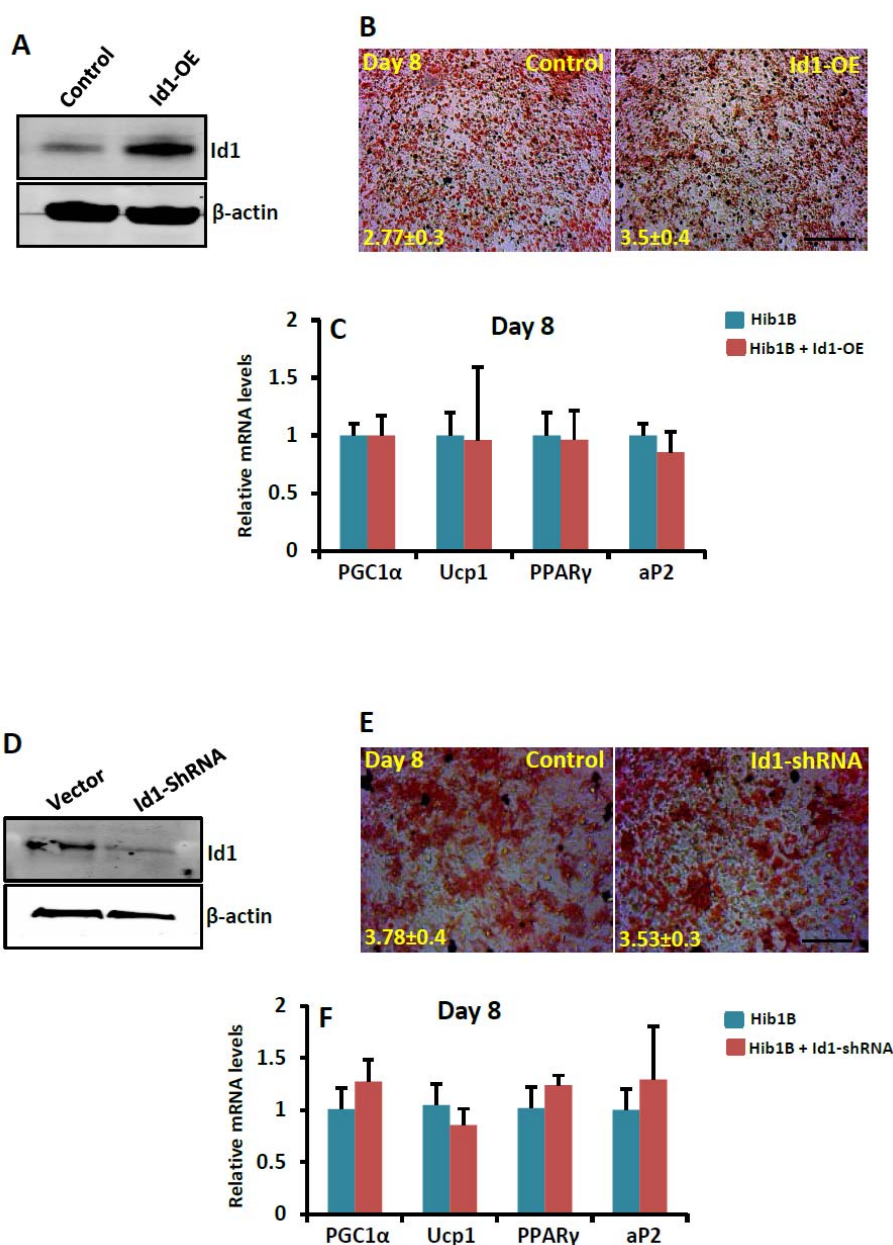 A
Control
Id1-OE
Id1
β-actin
B
Day 8
Control
Id1-OE
2.77±0.3
3.5±0.4
C
Day 8
Hib1B
Hib1B + Id1-OE
Relative mRNA levels
2
1.5
1
0.5
0
PGC1α
Ucp1
PPARγ
aP2
D
Vector
Id1-ShRNA
Id1
β-actin
E
Day 8
Control
Id1-shRNA
3.78±0.4
3.53±0.3
F
Day 8
Hib1B
Hib1B + Id1-shRNA
Relative mRNA levels
2
1.5
1
0.5
0
PGC1α
Ucp1
PPARγ
aP2